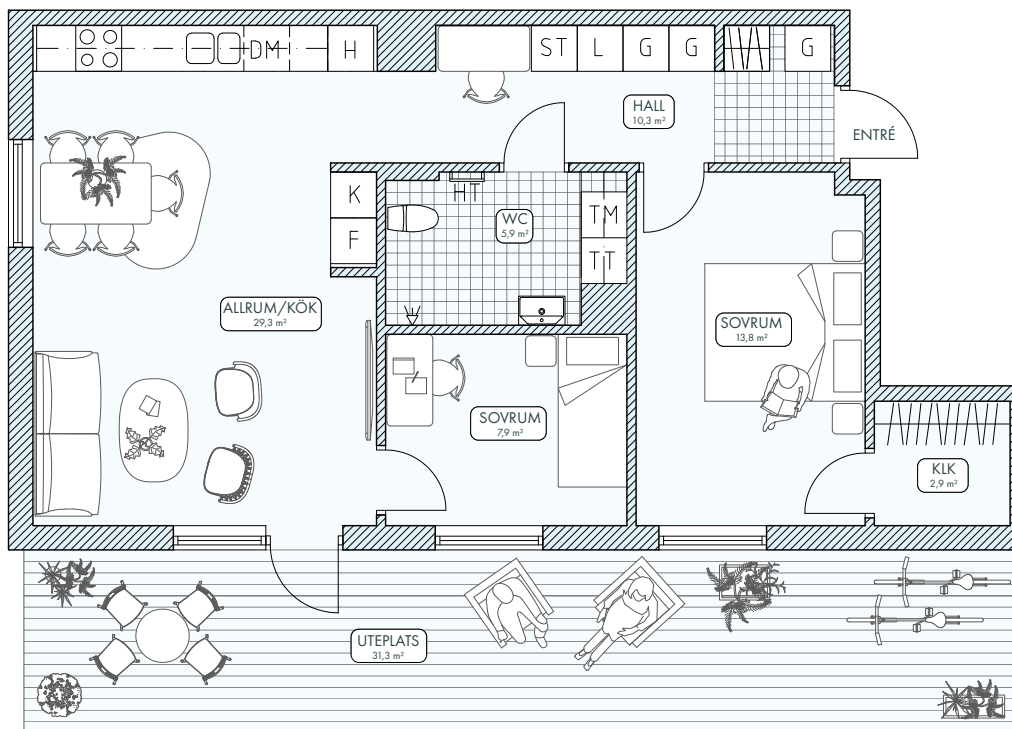 DM H ST L G G G
HALL
10,3 m²
ENTRÉ
K
F
HT
WC
5,9 m²
TM
TT
ALLRUM/KÖK
29,3 m²
SOVRUM
13,8 m²
SOVRUM
7,9 m²
KLK
2,9 m²
UTEPLATS
31,3 m²